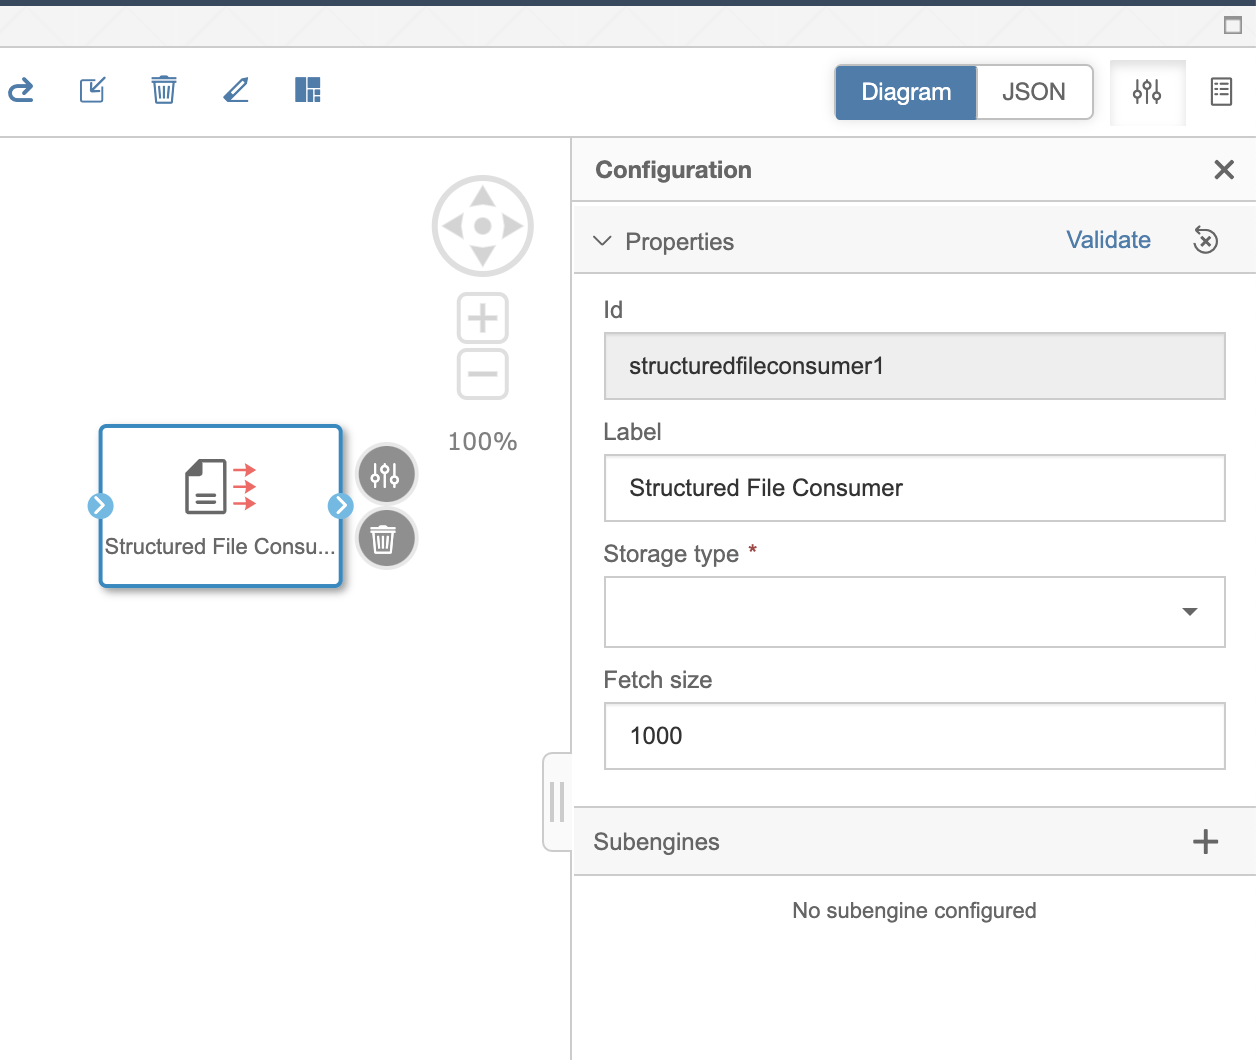 Diagram
JSON
Configuration
Properties
Validate
Id
structuredfileconsumer1
Label
Structured File Consumer
Storage type *
Fetch size
1000
Subengines
No subengine configured
100%
Structured File Consu...